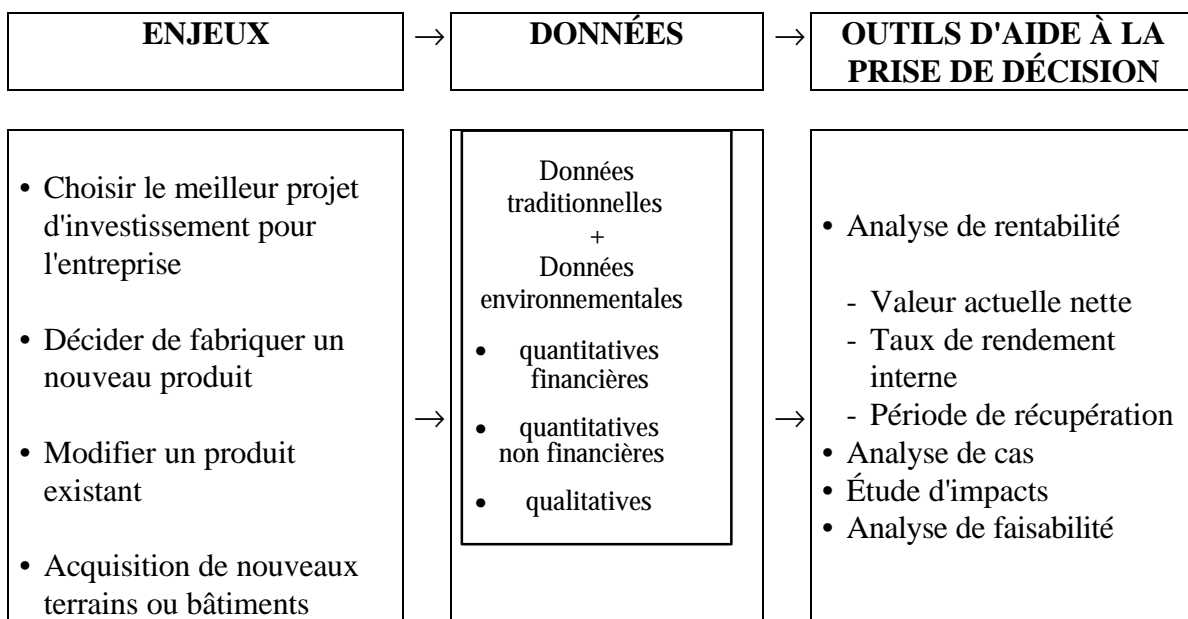 ENJEUX → DONNÉES → OUTILS D'AIDE À LA
PRISE DE DÉCISION
• Choisir le meilleur projet
d'investissement pour
l'entreprise
• Décider de fabriquer un
nouveau produit
• Modifier un produit
existant
• Acquisition de nouveaux
terrains ou bâtiments
→
Données
traditionnelles
+
Données
environnementales
• quantitatives
financières
• quantitatives
non financières
• qualitatives
→
• Analyse de rentabilité
- Valeur actuelle nette
- Taux de rendement
interne
- Période de récupération
• Analyse de cas
• Étude d'impacts
• Analyse de faisabilité